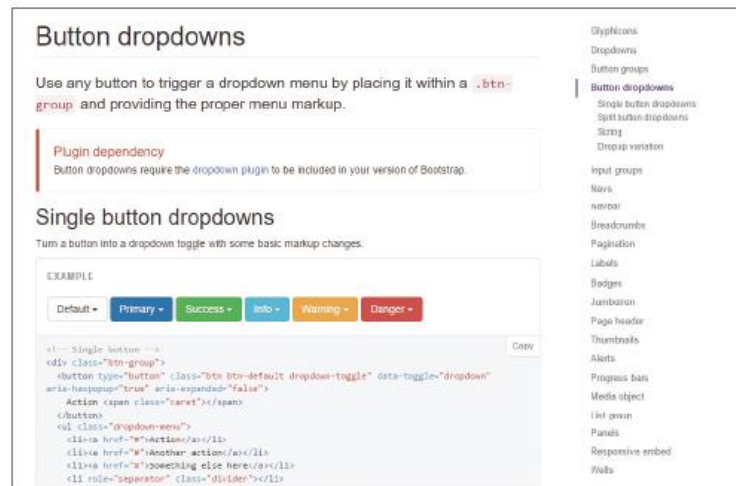 Button dropdowns
Use any button to trigger a dropdown menu by placing it within a .btn-
group and providing the proper menu markup.
Plugin dependency
Button dropdowns require the dropdown plugin to be included in your version of Bootstrap.
Single button dropdowns
Turn a button into a dropdown toggle with some basic markup changes.
EXAMPLE
Default
Primary
Success
Info
Warning
Danger
Copy
<!-- Single button -->
<div class="btn-group">
<button type="button" class="btn btn-default dropdown-toggle" data-toggle="dropdown"
aria-haspopup="true" aria-expanded="false">
Action <span class="caret"></span>
</button>
<ul class="dropdown-menu">
<li><a href="#">Action</a></li>
<li><a href="#">Another action</a></li>
<li><a href="#">Something else here</a></li>
<li role="separator" class="divider"></li>
Glyphicons
Dropdowns
Button groups
Button dropdowns
Single button dropdowns
Split button dropdowns
Sizing
Dropup variation
Input groups
Navs
Navbar
Breadcrumbs
Pagination
Labels
Badges
Jumbotron
Page header
Thumbnails
Alerts
Progress bars
Media object
List group
Panels
Responsive embed
Wells